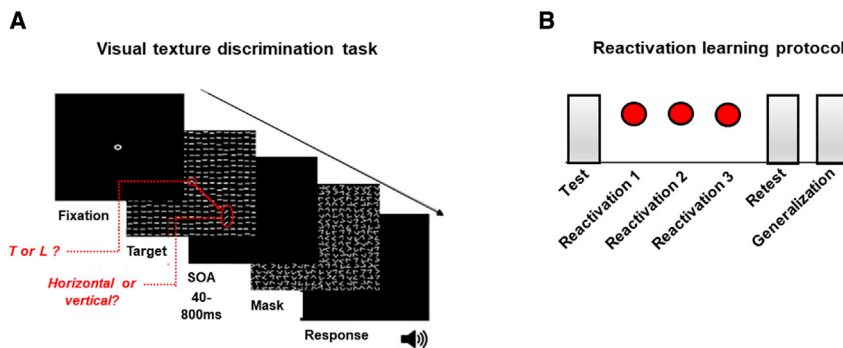 A
Visual texture discrimination task
Fixation
T or L ?
Target
Horizontal or
vertical?
SOA
40-
800ms
Mask
Response
B
Reactivation learning protocol
Test
Reactivation 1
Reactivation 2
Reactivation 3
Retest
Generalization